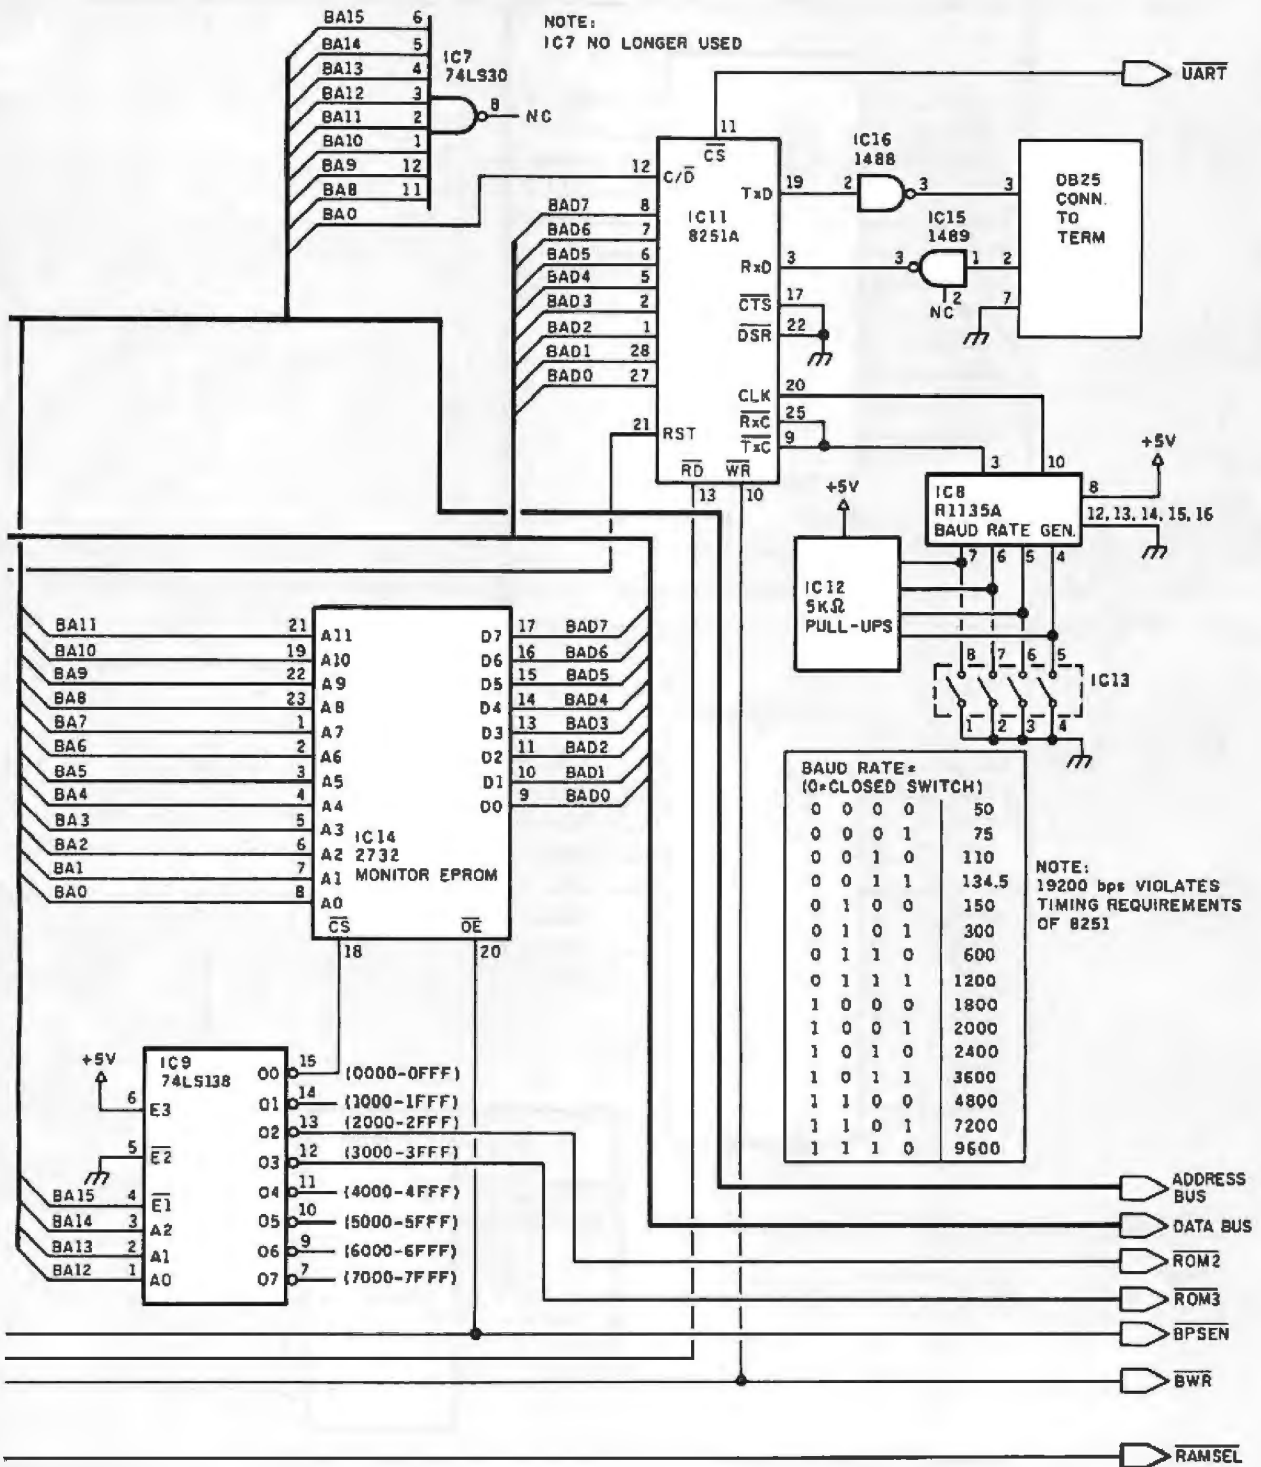 NOTE:
IC7 NO LONGER USED
BA15 6
BA14 5
BA13 4
BA12 3
BA11 2
BA10 1
BA9 12
BA8 11
BA0
IC7
74LS30
8
NC
UART
11
CS
12 C/D
IC11
8251A
BAD7 8
BAD6 7
BAD5 6
BAD4 5
BAD3 2
BAD2 1
BAD1 28
BAD0 27
21 RST
RD
WR
13
10
TxD 19
RxD 3
CTS 17
DSR 22
CLK 20
RxC 25
TxC 9
IC16
1488
2
3
IC15
1489
3
1
2
NC
3
2
7
DB25
CONN.
TO
TERM
3
10
IC8
R1135A
BAUD RATE GEN.
8
+5V
12, 13, 14, 15, 16
7 6 5 4
+5V
IC12
5KΩ
PULL-UPS
8 7 6 5
IC13
1 2 3 4
BA11 21 A11
BA10 19 A10
BA9 22 A9
BA8 23 A8
BA7 1 A7
BA6 2 A6
BA5 3 A5
BA4 4 A4
BA3 5 A3
BA2 6 A2
BA1 7 A1
BA0 8 A0
IC14
2732
MONITOR EPROM
CS
OE
18
20
D7 17 BAD7
D6 16 BAD6
D5 15 BAD5
D4 14 BAD4
D3 13 BAD3
D2 11 BAD2
D1 10 BAD1
D0 9 BAD0
BAUD RATE=
(0=CLOSED SWITCH)
0 0 0 0 50
0 0 0 1 75
0 0 1 0 110
0 0 1 1 134.5
0 1 0 0 150
0 1 0 1 300
0 1 1 0 600
0 1 1 1 1200
1 0 0 0 1800
1 0 0 1 2000
1 0 1 0 2400
1 0 1 1 3600
1 1 0 0 4800
1 1 0 1 7200
1 1 1 0 9600
NOTE:
19200 bps VIOLATES
TIMING REQUIREMENTS
OF 8251
+5V
IC9
74LS138
6 E3
5 E2
BA15 4 E1
BA14 3 A2
BA13 2 A1
BA12 1 A0
O0 15 (0000-0FFF)
O1 14 (1000-1FFF)
O2 13 (2000-2FFF)
O3 12 (3000-3FFF)
O4 11 (4000-4FFF)
O5 10 (5000-5FFF)
O6 9 (6000-6FFF)
O7 7 (7000-7FFF)
ADDRESS
BUS
DATA BUS
ROM2
ROM3
BPSEN
BWR
RAMSEL